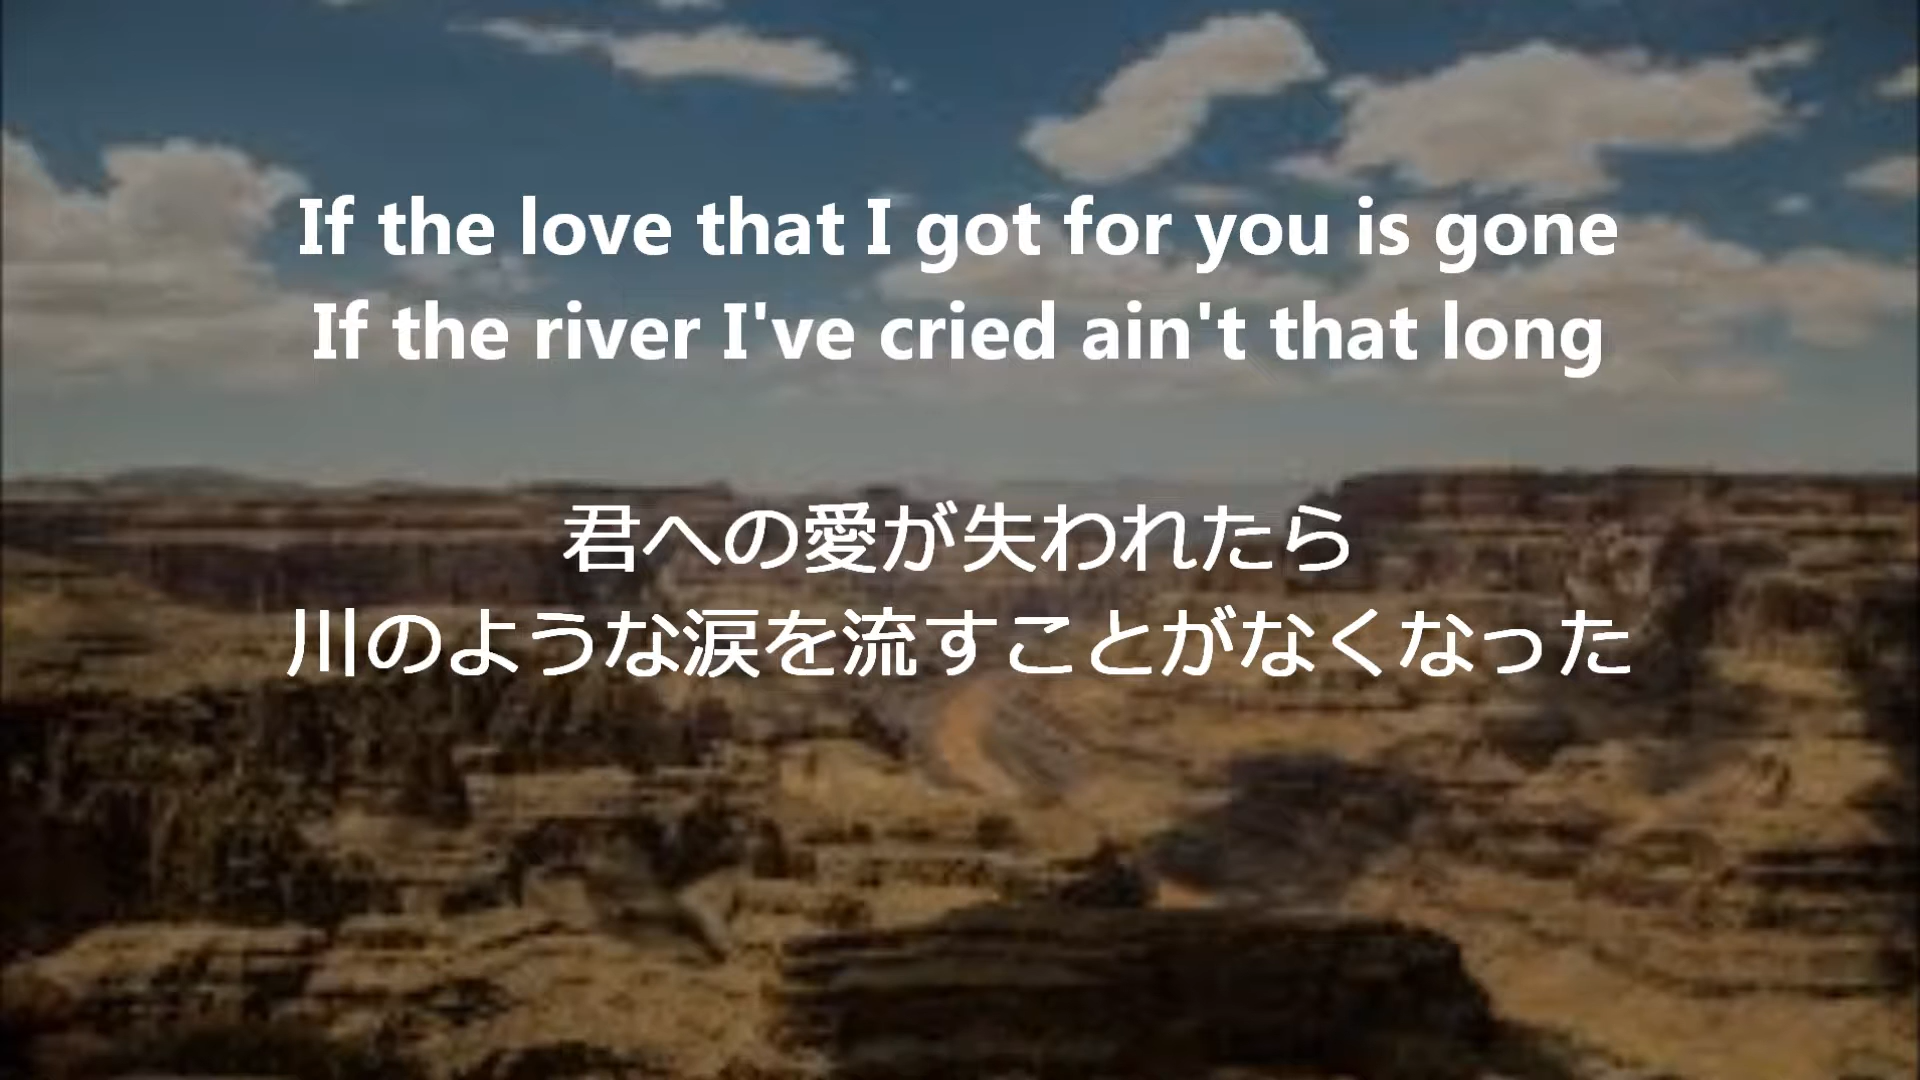 If the love that I got for you is gone
If the river I've cried ain't that long
君への愛が失われたら
川のような涙を流すことがなくなった